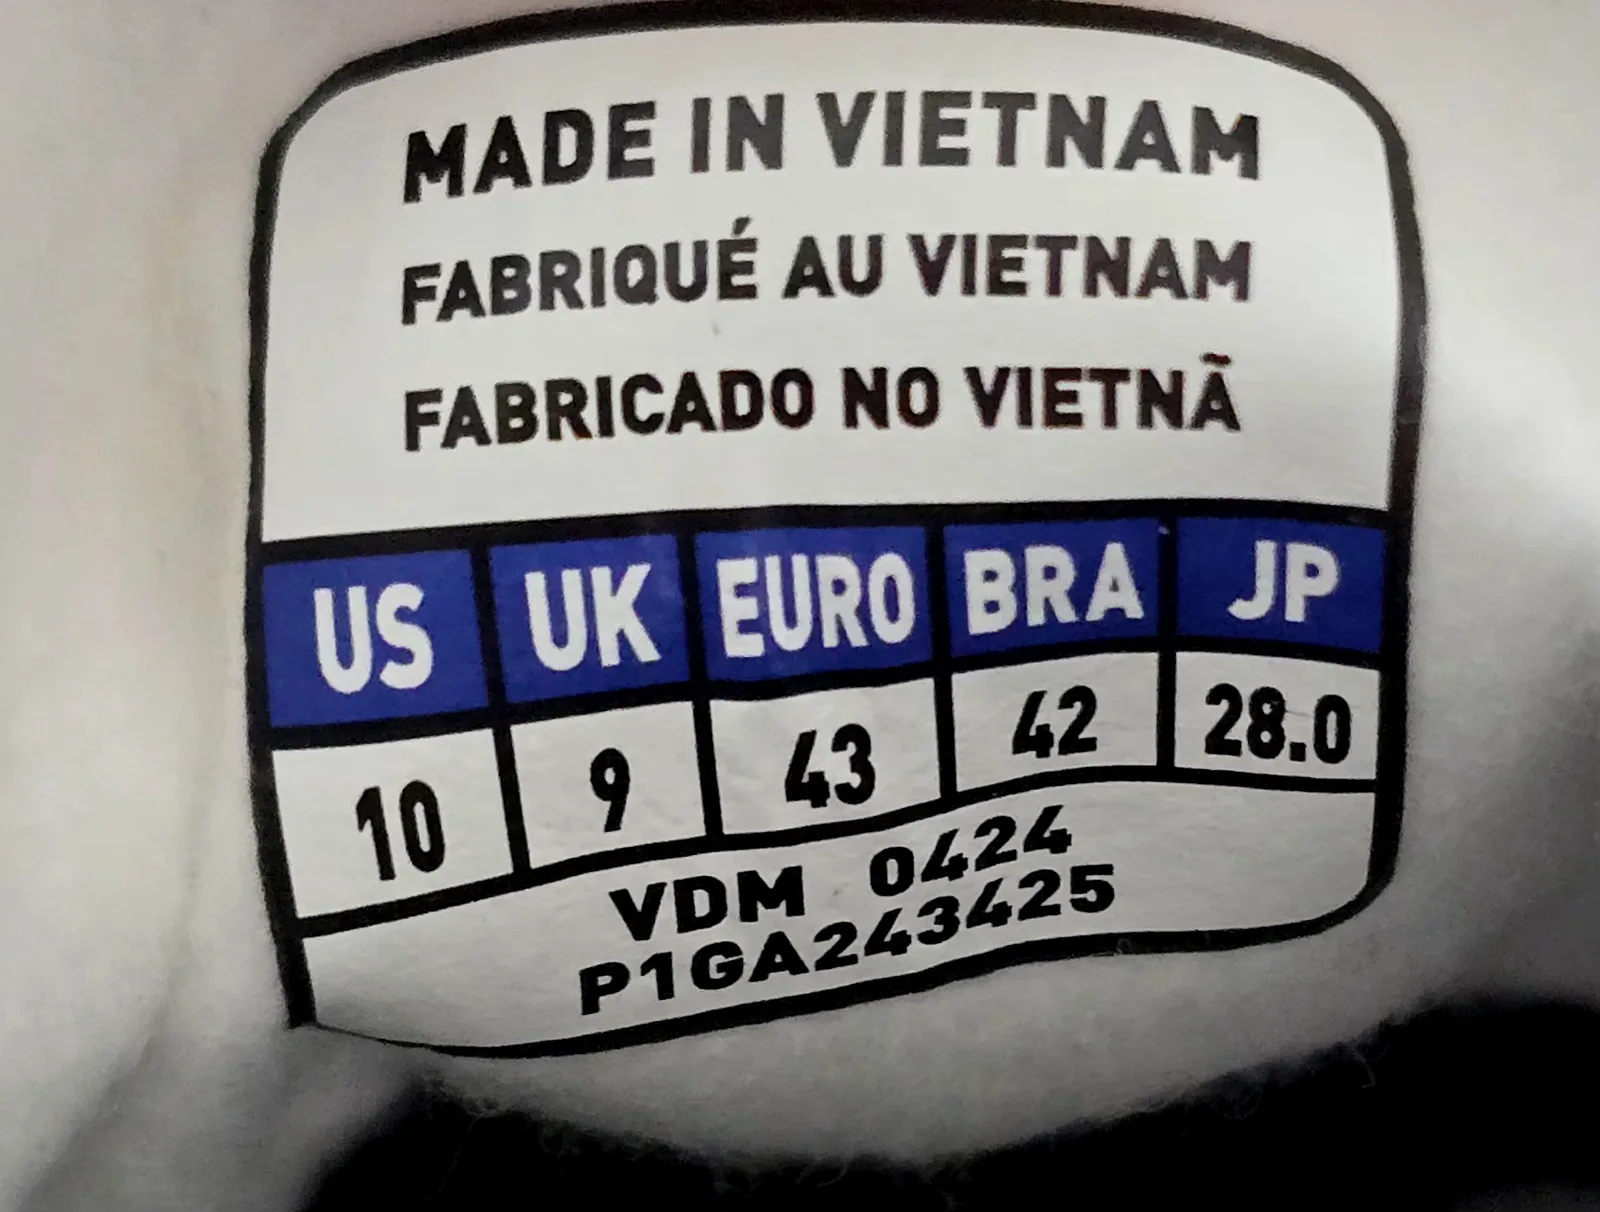 MADE IN VIETNAM
FABRIQUÉ AU VIETNAM
FABRICADO NO VIETNÃ
US UK EURO BRA JP
10 9 43 42 28.0
VDM 0424
P1GA243425